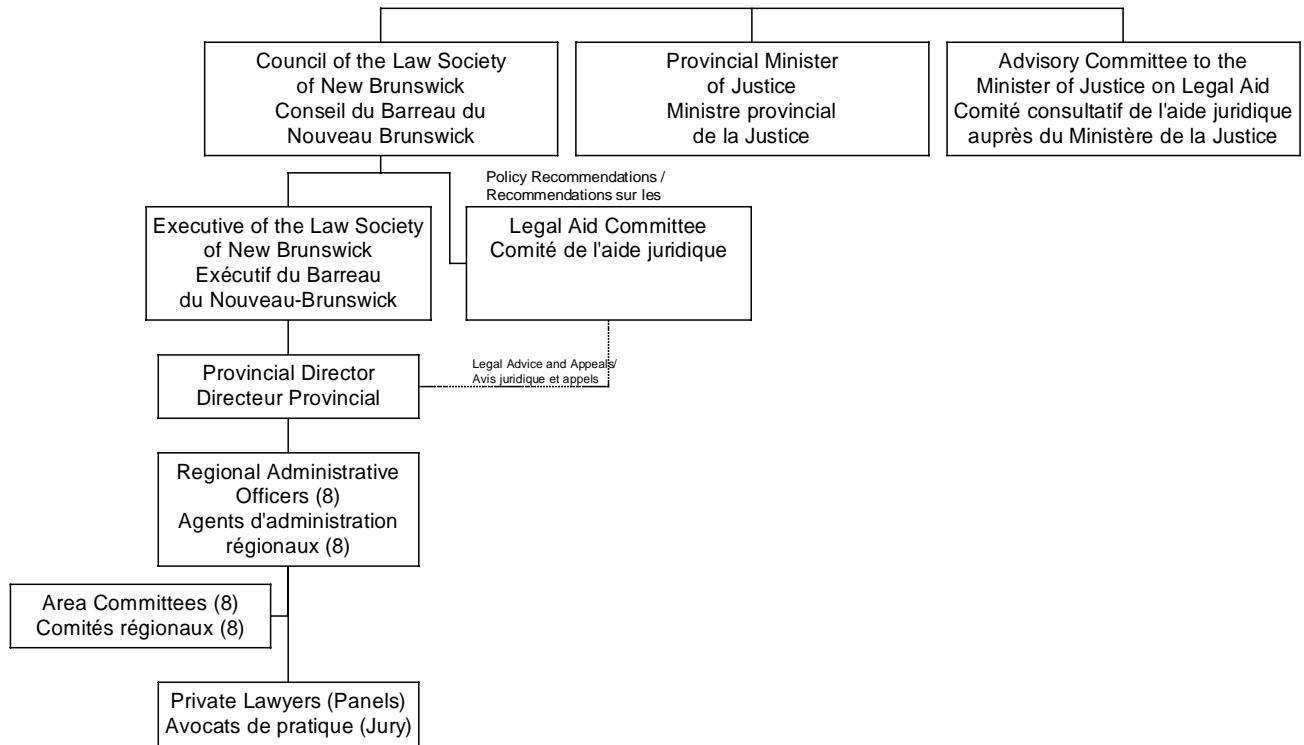 Council of the Law Society
of New Brunswick
Conseil du Barreau du
Nouveau Brunswick
Provincial Minister
of Justice
Ministre provincial
de la Justice
Advisory Committee to the
Minister of Justice on Legal Aid
Comité consultatif de l'aide juridique
auprès du Ministère de la Justice
Policy Recommendations /
Recommendations sur les
Executive of the Law Society
of New Brunswick
Exécutif du Barreau
du Nouveau-Brunswick
Legal Aid Committee
Comité de l'aide juridique
Provincial Director
Directeur Provincial
Legal Advice and Appeals/
Avis juridique et appels
Regional Administrative
Officers (8)
Agents d'administration
régionaux (8)
Area Committees (8)
Comités régionaux (8)
Private Lawyers (Panels)
Avocats de pratique (Jury)